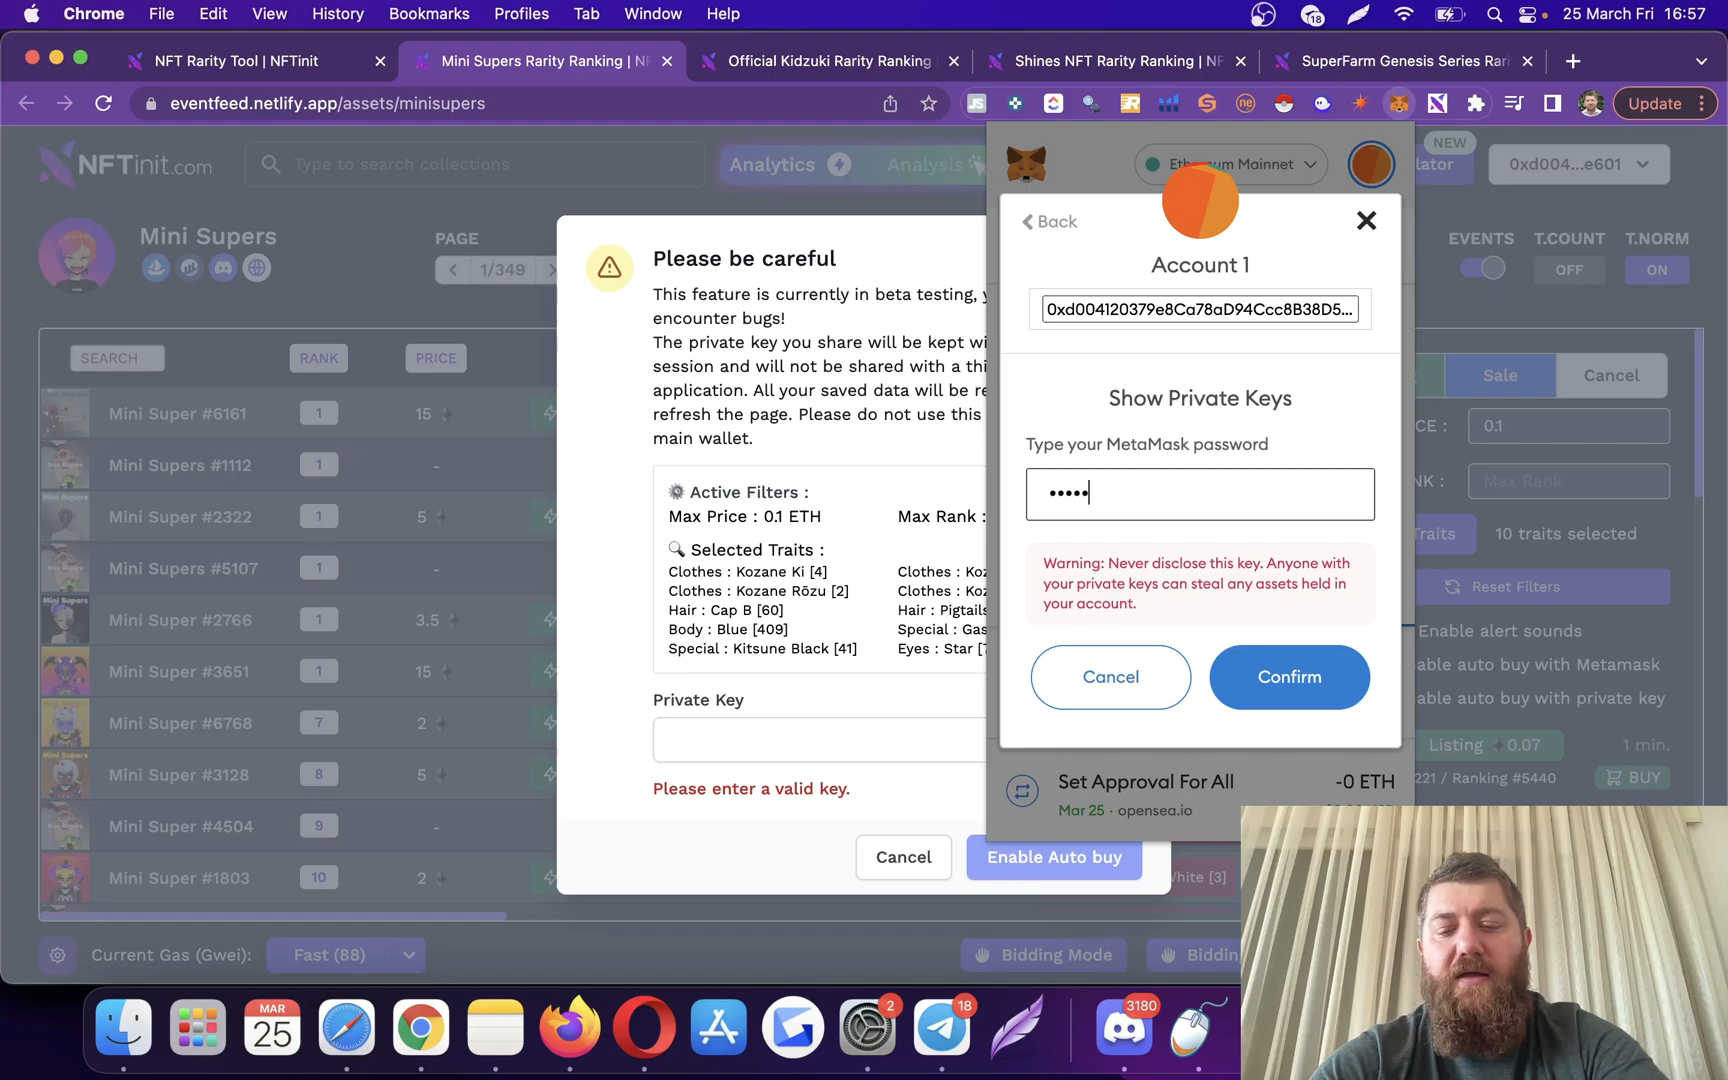 Chrome File Edit View History Bookmarks Profiles Tab Window Help
18
25 March Fri 16:57
NFT Rarity Tool | NFTinit
Mini Supers Rarity Ranking | NF
Official Kidzuki Rarity Ranking
Shines NFT Rarity Ranking | NF
SuperFarm Genesis Series Rari
eventfeed.netlify.app/assets/minisupers
Update
NFTinit.com
Type to search collections
Analytics
Analysis
NEW
lator
0xd004...e601
Mini Supers
PAGE
1/349
EVENTS T.COUNT T.NORM
OFF ON
SEARCH RANK PRICE
Mini Super #6161 1 15
Mini Supers #1112 1 -
Mini Super #2322 1 5
Mini Supers #5107 1 -
Mini Super #2766 1 3.5
Mini Super #3651 1 15
Mini Super #6768 7 2
Mini Super #3128 8 5
Mini Super #4504 9 -
Mini Super #1803 10 2
Current Gas (Gwei): Fast (88)
Please be careful
This feature is currently in beta testing, y
encounter bugs!
The private key you share will be kept wi
session and will not be shared with a thi
application. All your saved data will be re
refresh the page. Please do not use this
main wallet.
Active Filters :
Max Price : 0.1 ETH Max Rank :
Selected Traits :
Clothes : Kozane Ki [4] Clothes : Koz
Clothes : Kozane Rōzu [2] Clothes : Koz
Hair : Cap B [60] Hair : Pigtails
Body : Blue [409] Special : Gas
Special : Kitsune Black [41] Eyes : Star [7
Private Key
Please enter a valid key.
Cancel
Enable Auto buy
Ethereum Mainnet
Back
Account 1
0xd004120379e8Ca78aD94Ccc8B38D5...
Show Private Keys
Type your MetaMask password
•••••
Warning: Never disclose this key. Anyone with
your private keys can steal any assets held in
your account.
Cancel Confirm
Set Approval For All -0 ETH
Mar 25 · opensea.io
Sale Cancel
CE : 0.1
NK : Max Rank
Traits 10 traits selected
Reset Filters
Enable alert sounds
able auto buy with Metamask
able auto buy with private key
Listing 0.07 1 min.
221 / Ranking #5440 BUY
White [3]
Bidding Mode
Biddin
MAR
25
2
18
3180